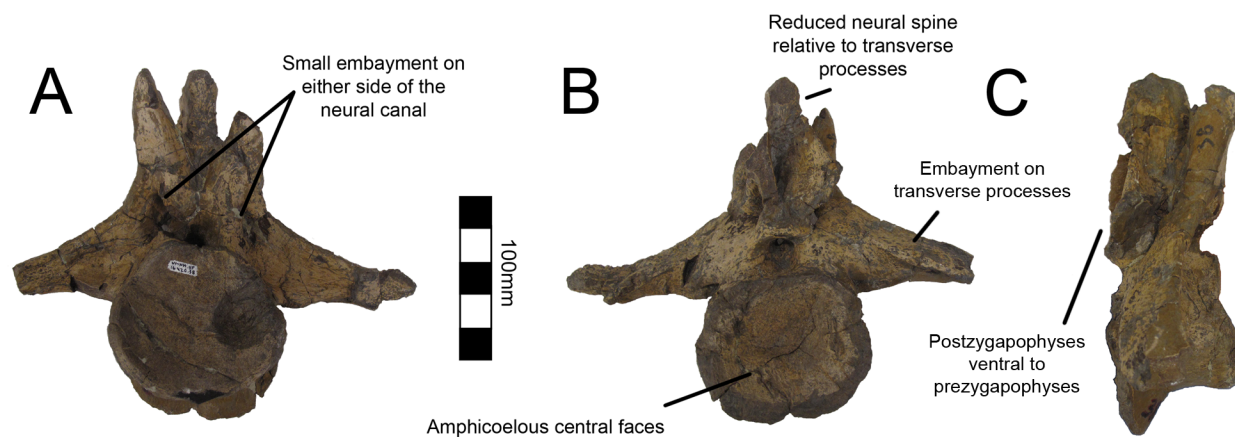 A
Small embayment on
either side of the
neural canal
100mm
B
Reduced neural spine
relative to transverse
processes
Embayment on
transverse processes
Amphicoelous central faces
C
Postzygapophyses
ventral to
prezygapophyses